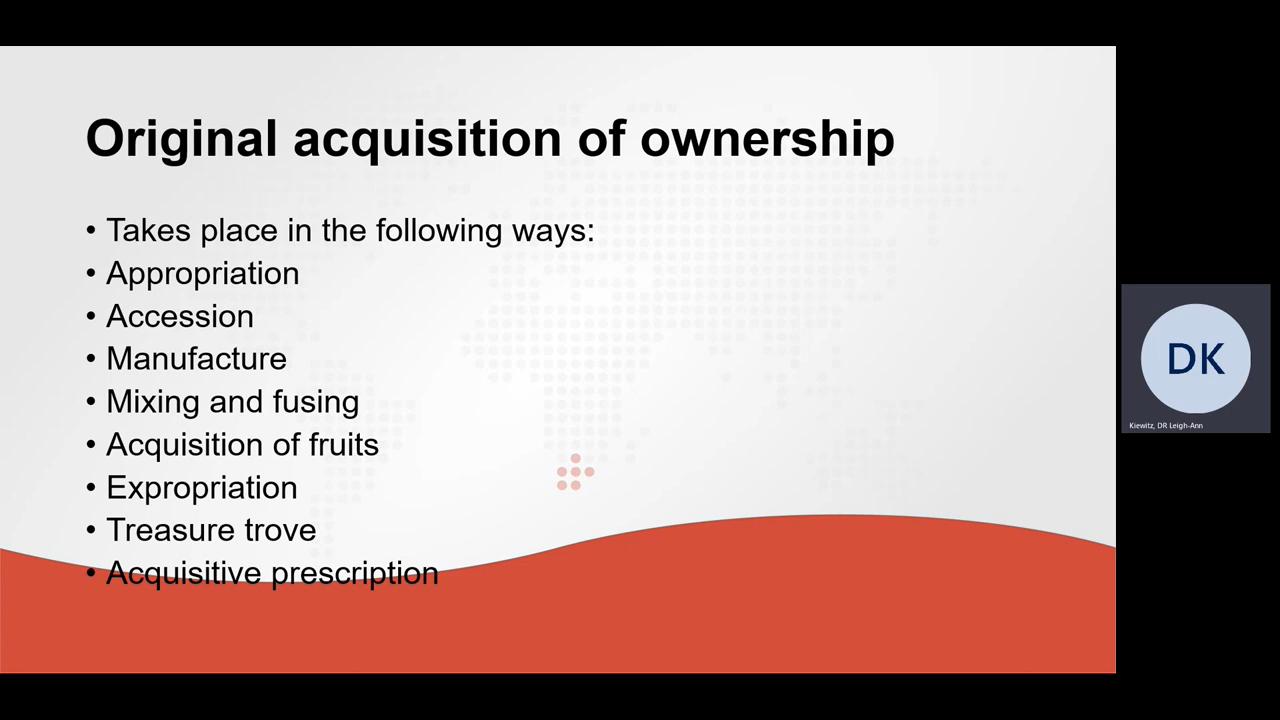 Original acquisition of ownership
• Takes place in the following ways:
• Appropriation
• Accession
• Manufacture
• Mixing and fusing
• Acquisition of fruits
• Expropriation
• Treasure trove
• Acquisitive prescription
DK
Kiewitz, DR Leigh-Ann